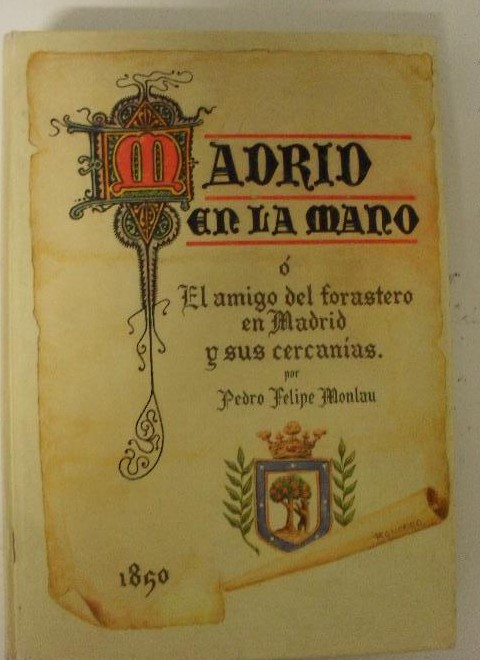 MADRID
EN LA MANO
ó
El amigo del forastero
en Madrid
y sus cercanías.
por
Pedro Felipe Monlau
1850